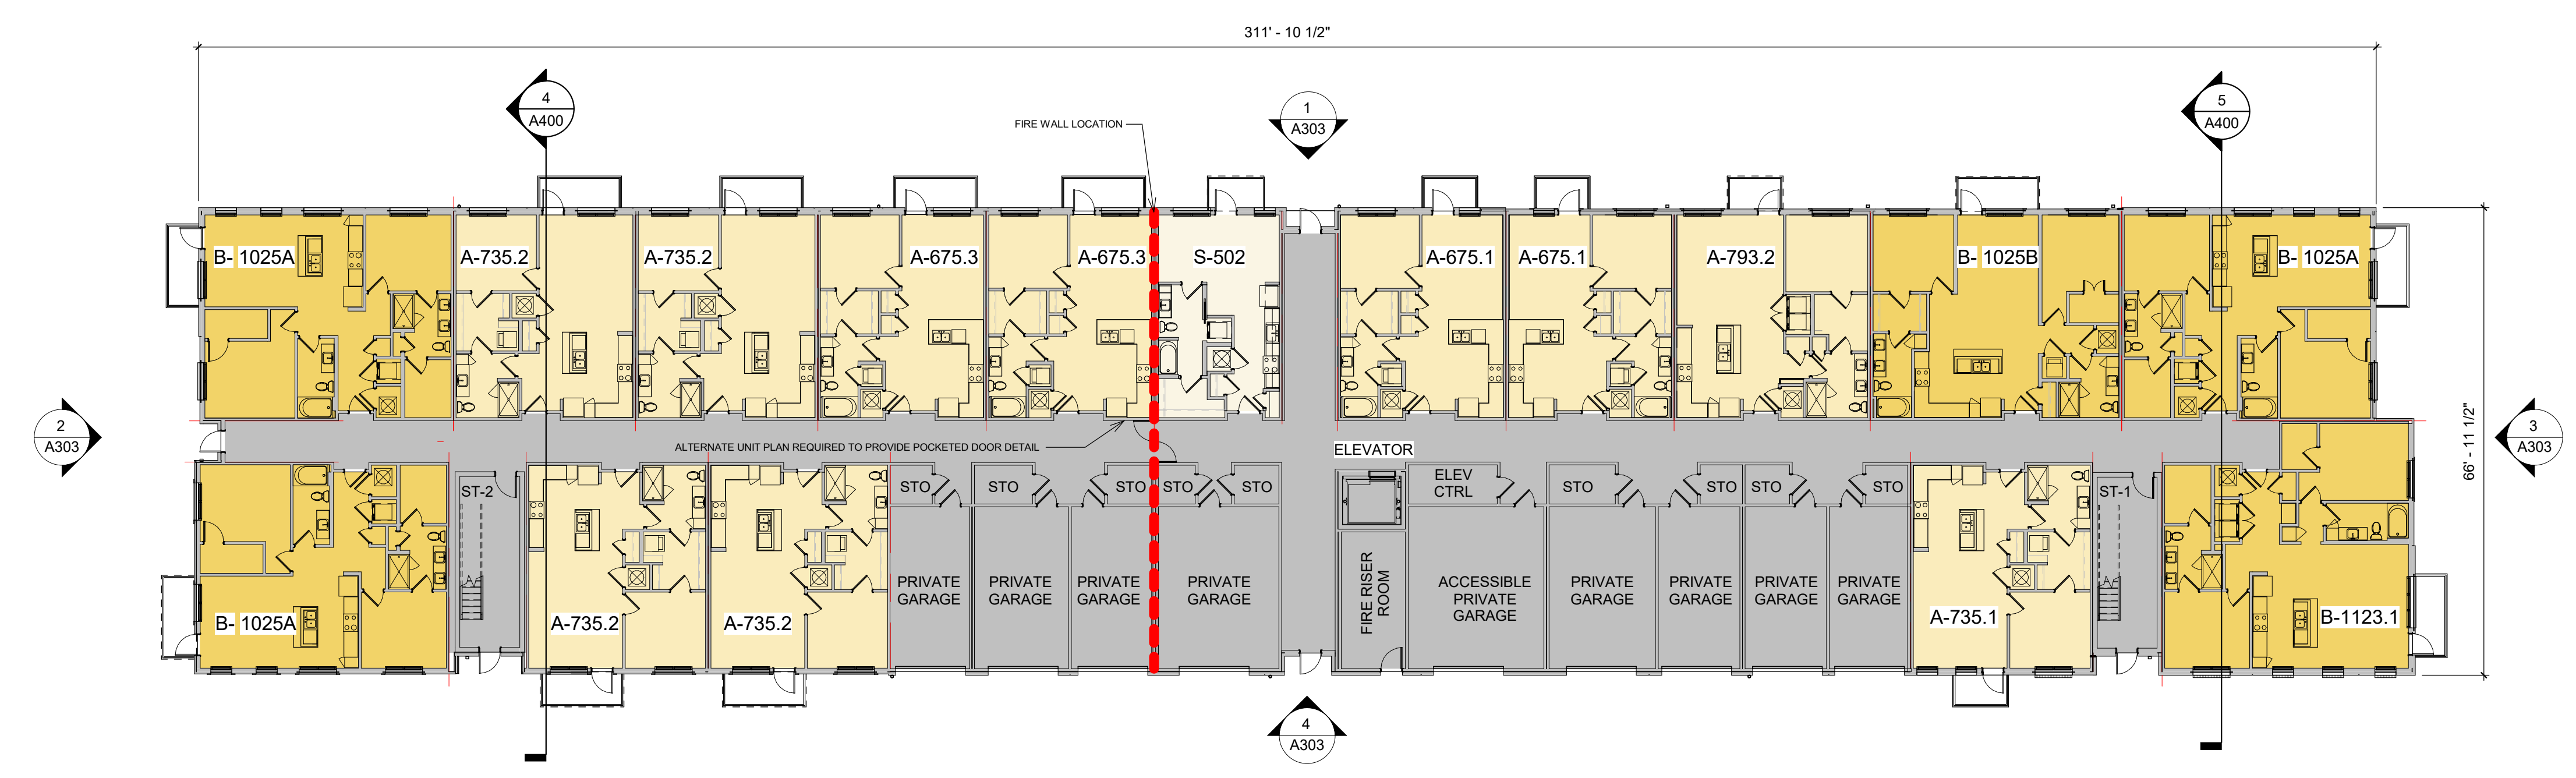 311' - 10 1/2"
4
A400
FIRE WALL LOCATION
1
A303
5
A400
B- 1025A
A-735.2
A-735.2
A-675.3
A-675.3
S-502
A-675.1
A-675.1
A-793.2
B- 1025B
B- 1025A
2
A303
ALTERNATE UNIT PLAN REQUIRED TO PROVIDE POCKETED DOOR DETAIL
ELEVATOR
3
A303
66' - 11 1/2"
ST-2
STO
STO
STO
STO
STO
ELEV
CTRL
STO
STO
STO
STO
ST-1
PRIVATE
GARAGE
PRIVATE
GARAGE
PRIVATE
GARAGE
PRIVATE
GARAGE
FIRE RISER
ROOM
ACCESSIBLE
PRIVATE
GARAGE
PRIVATE
GARAGE
PRIVATE
GARAGE
PRIVATE
GARAGE
PRIVATE
GARAGE
B- 1025A
A-735.2
A-735.2
A-735.1
B-1123.1
4
A303